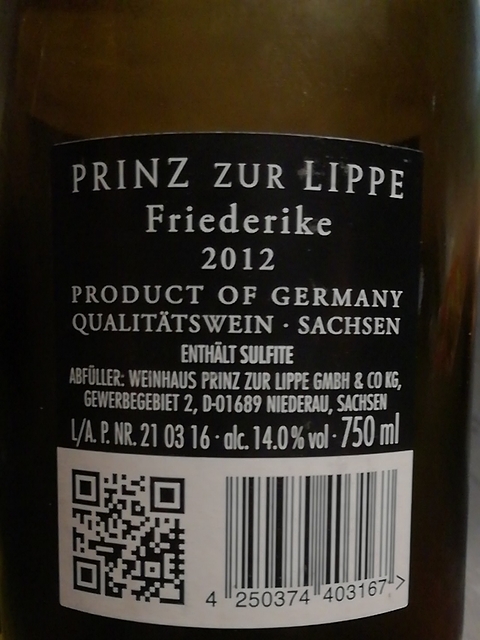 PRINZ ZUR LIPPE
Friederike
2012
PRODUCT OF GERMANY
QUALITÄTSWEIN · SACHSEN
ENTHÄLT SULFITE
ABFÜLLER: WEINHAUS PRINZ ZUR LIPPE GMBH & CO KG,
GEWERBEGEBIET 2, D-01689 NIEDERAU, SACHSEN
L/A. P. NR. 21 03 16 · alc. 14.0% vol · 750 ml
4 250374 403167 >